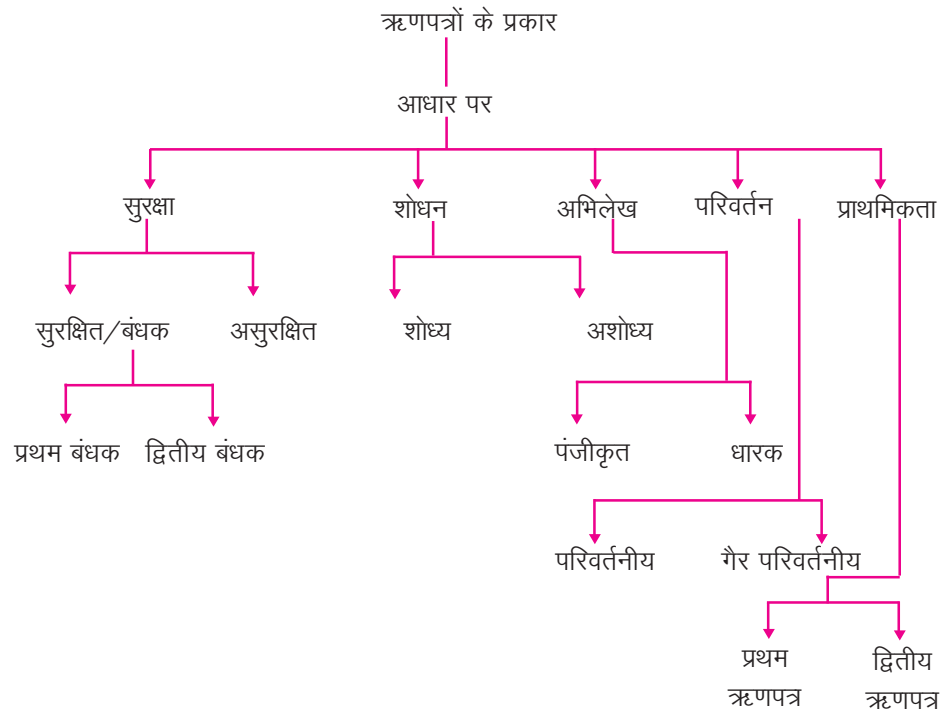 ऋणपत्रों के प्रकार
आधार पर
सुरक्षा
शोधन
अभिलेख
परिवर्तन
प्राथमिकता
सुरक्षित/बंधक
असुरक्षित
शोध्य
अशोध्य
प्रथम बंधक
द्वितीय बंधक
पंजीकृत
धारक
परिवर्तनीय
गैर परिवर्तनीय
प्रथम
ऋणपत्र
द्वितीय
ऋणपत्र